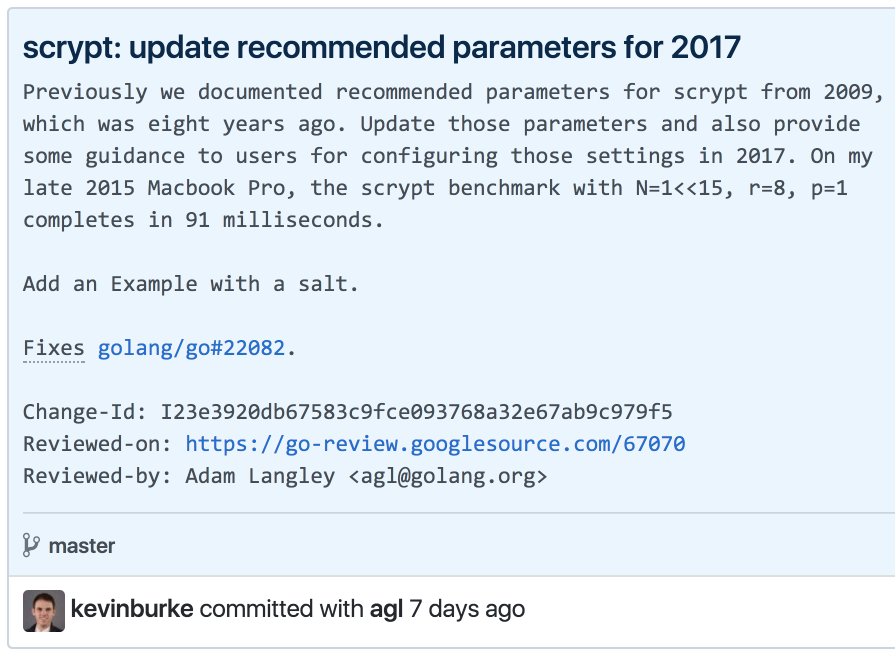 scrypt: update recommended parameters for 2017
Previously we documented recommended parameters for scrypt from 2009,
which was eight years ago. Update those parameters and also provide
some guidance to users for configuring those settings in 2017. On my
late 2015 Macbook Pro, the scrypt benchmark with N=1<<15, r=8, p=1
completes in 91 milliseconds.
Add an Example with a salt.
Fixes golang/go#22082.
Change-Id: I23e3920db67583c9fce093768a32e67ab9c979f5
Reviewed-on: https://go-review.googlesource.com/67070
Reviewed-by: Adam Langley <agl@golang.org>
master
kevinburke committed with agl 7 days ago